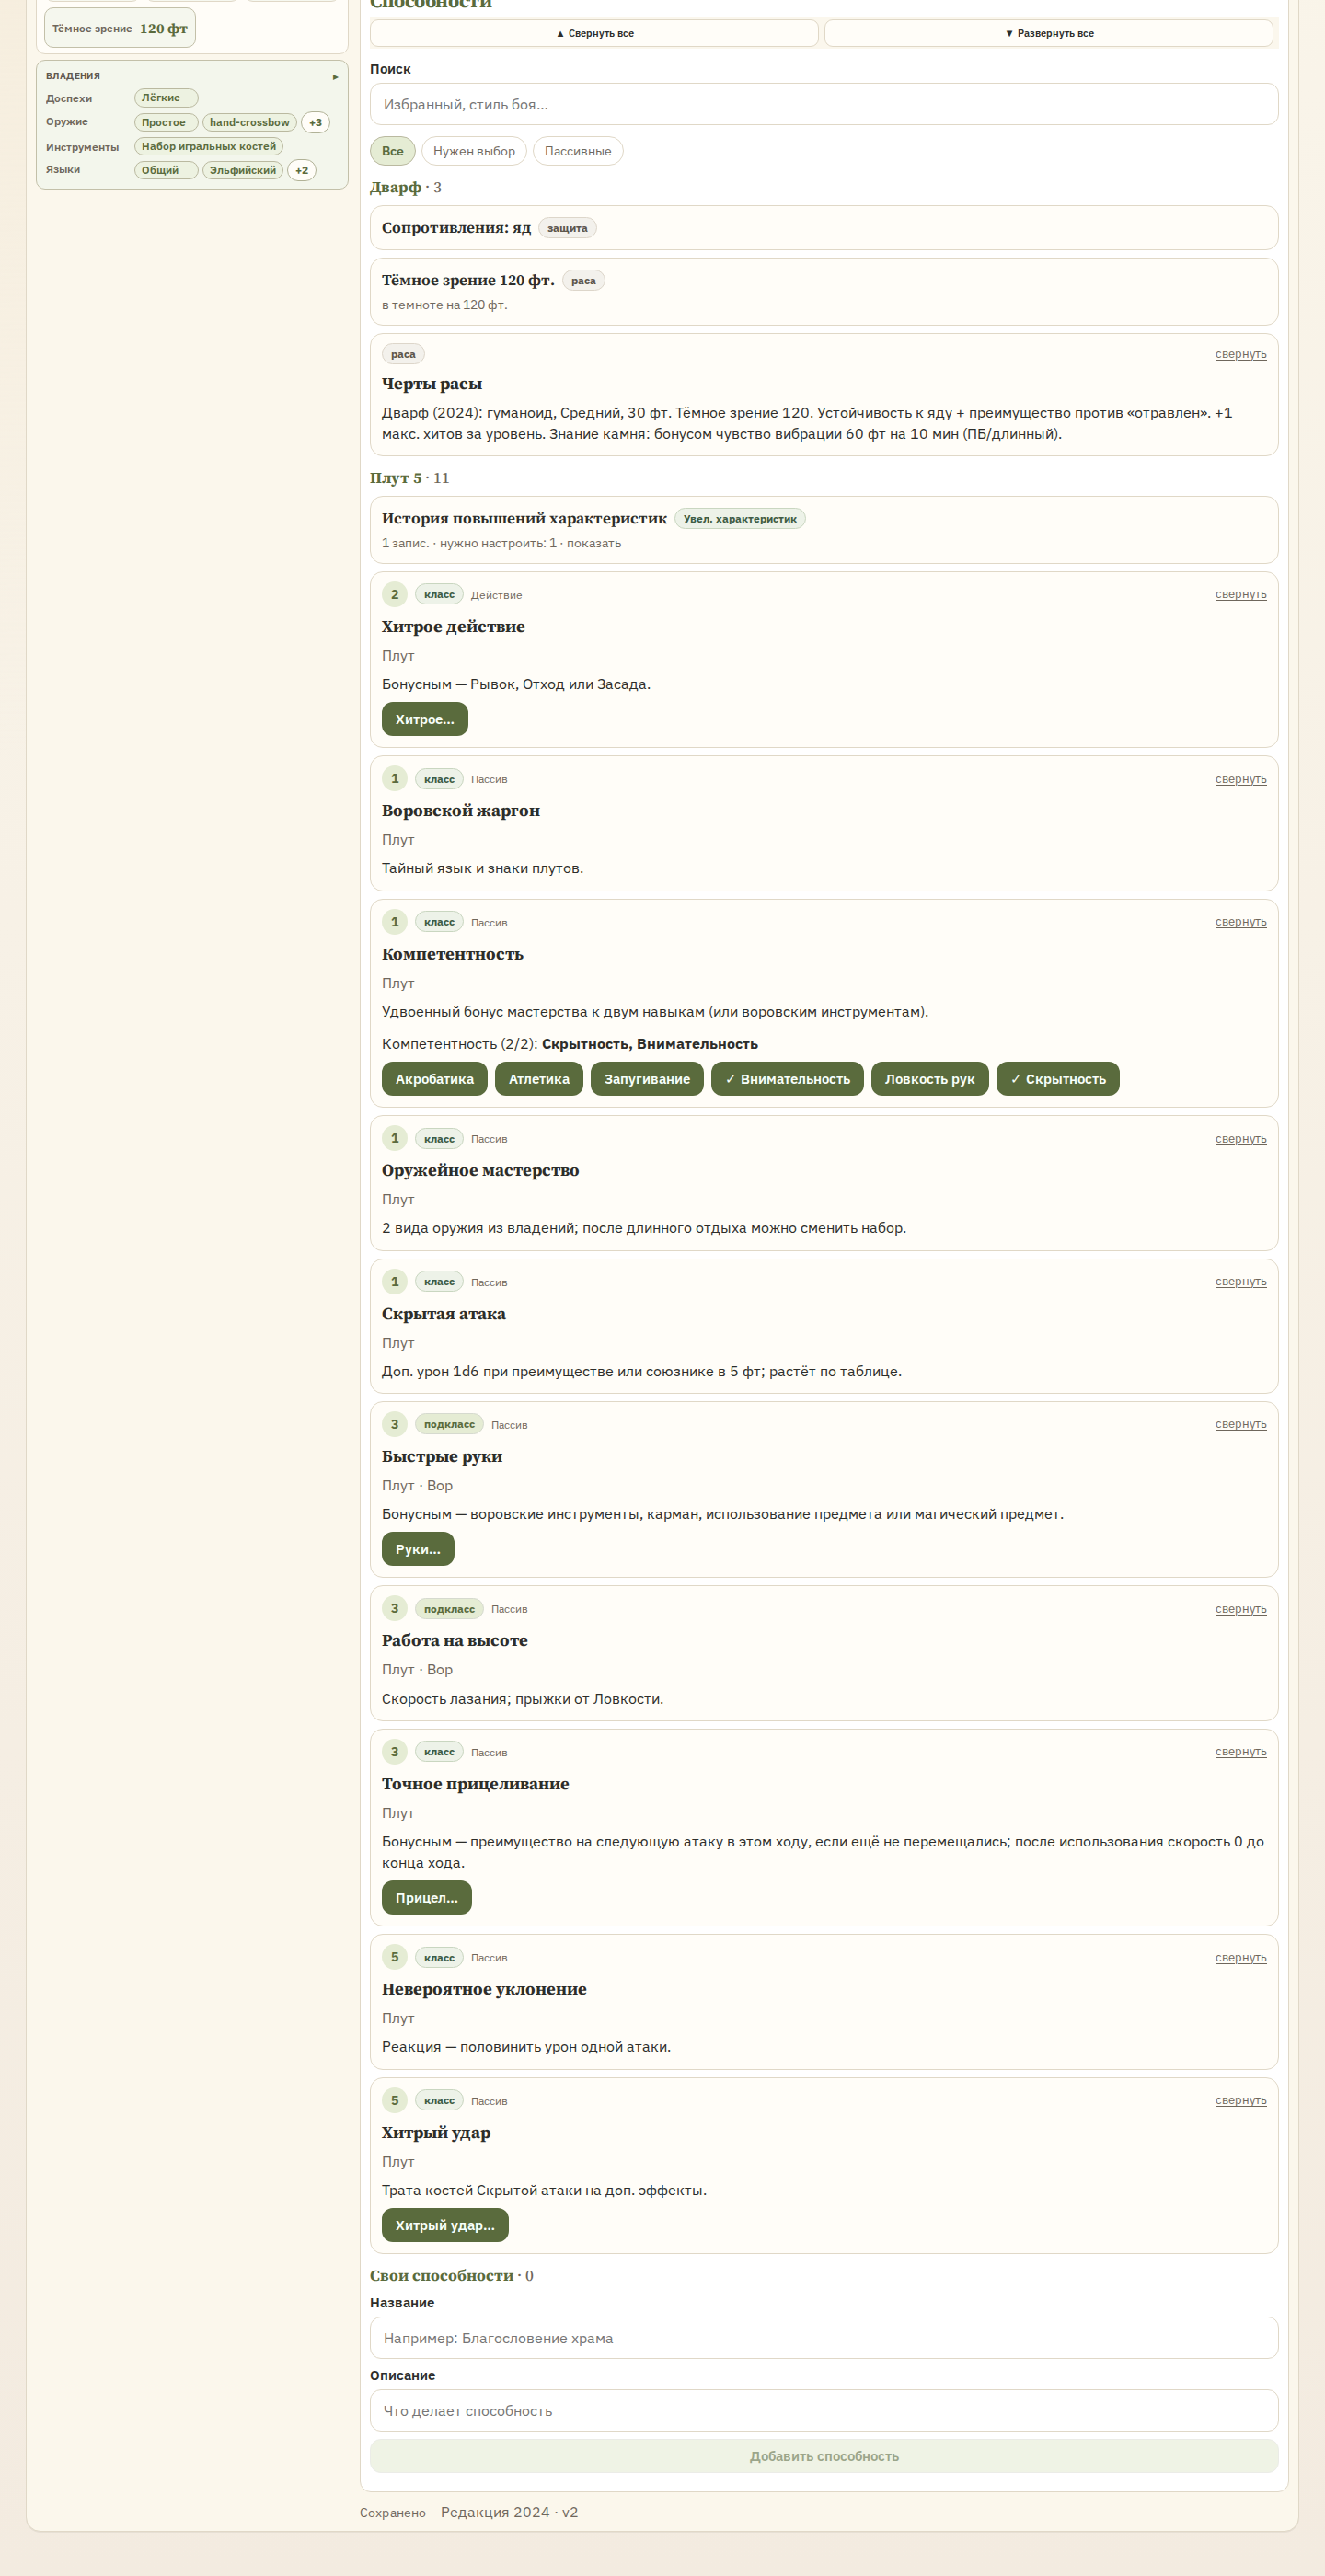 Тёмное зрение 120 фт
ВЛАДЕНИЯ ▸
Доспехи Лёгкие
Оружие Простое hand-crossbow +3
Инструменты Набор игральных костей
Языки Общий Эльфийский +2
Способности
▲ Свернуть все ▼ Развернуть все
Поиск
Избранный, стиль боя...
Все Нужен выбор Пассивные
Дварф · 3
Сопротивления: яд защита
Тёмное зрение 120 фт. раса
в темноте на 120 фт.
раса свернуть
Черты расы
Дварф (2024): гуманоид, Средний, 30 фт. Тёмное зрение 120. Устойчивость к яду + преимущество против «отравлен». +1
макс. хитов за уровень. Знание камня: бонусом чувство вибрации 60 фт на 10 мин (ПБ/длинный).
Плут 5 · 11
История повышений характеристик Увел. характеристик
1 запис. · нужно настроить: 1 · показать
2 класс Действие свернуть
Хитрое действие
Плут
Бонусным — Рывок, Отход или Засада.
Хитрое...
1 класс Пассив свернуть
Воровской жаргон
Плут
Тайный язык и знаки плутов.
1 класс Пассив свернуть
Компетентность
Плут
Удвоенный бонус мастерства к двум навыкам (или воровским инструментам).
Компетентность (2/2): Скрытность, Внимательность
Акробатика Атлетика Запугивание ✓ Внимательность Ловкость рук ✓ Скрытность
1 класс Пассив свернуть
Оружейное мастерство
Плут
2 вида оружия из владений; после длинного отдыха можно сменить набор.
1 класс Пассив свернуть
Скрытая атака
Плут
Доп. урон 1d6 при преимуществе или союзнике в 5 фт; растёт по таблице.
3 подкласс Пассив свернуть
Быстрые руки
Плут · Вор
Бонусным — воровские инструменты, карман, использование предмета или магический предмет.
Руки...
3 подкласс Пассив свернуть
Работа на высоте
Плут · Вор
Скорость лазания; прыжки от Ловкости.
3 класс Пассив свернуть
Точное прицеливание
Плут
Бонусным — преимущество на следующую атаку в этом ходу, если ещё не перемещались; после использования скорость 0 до
конца хода.
Прицел...
5 класс Пассив свернуть
Невероятное уклонение
Плут
Реакция — половинить урон одной атаки.
5 класс Пассив свернуть
Хитрый удар
Плут
Трата костей Скрытой атаки на доп. эффекты.
Хитрый удар...
Свои способности · 0
Название
Например: Благословение храма
Описание
Что делает способность
Добавить способность
Сохранено Редакция 2024 · v2